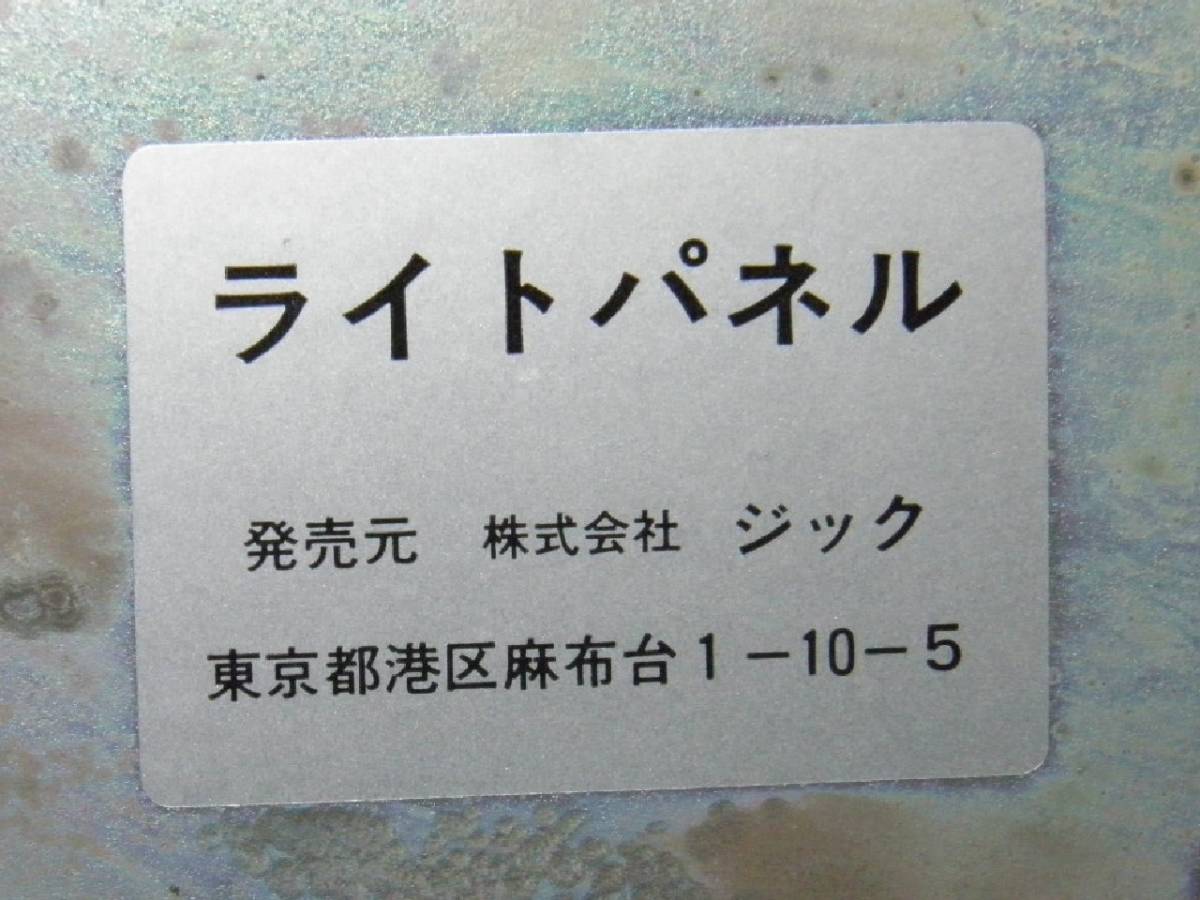 ライトパネル
発売元 株式会社 ジック
東京都港区麻布台1-10-5